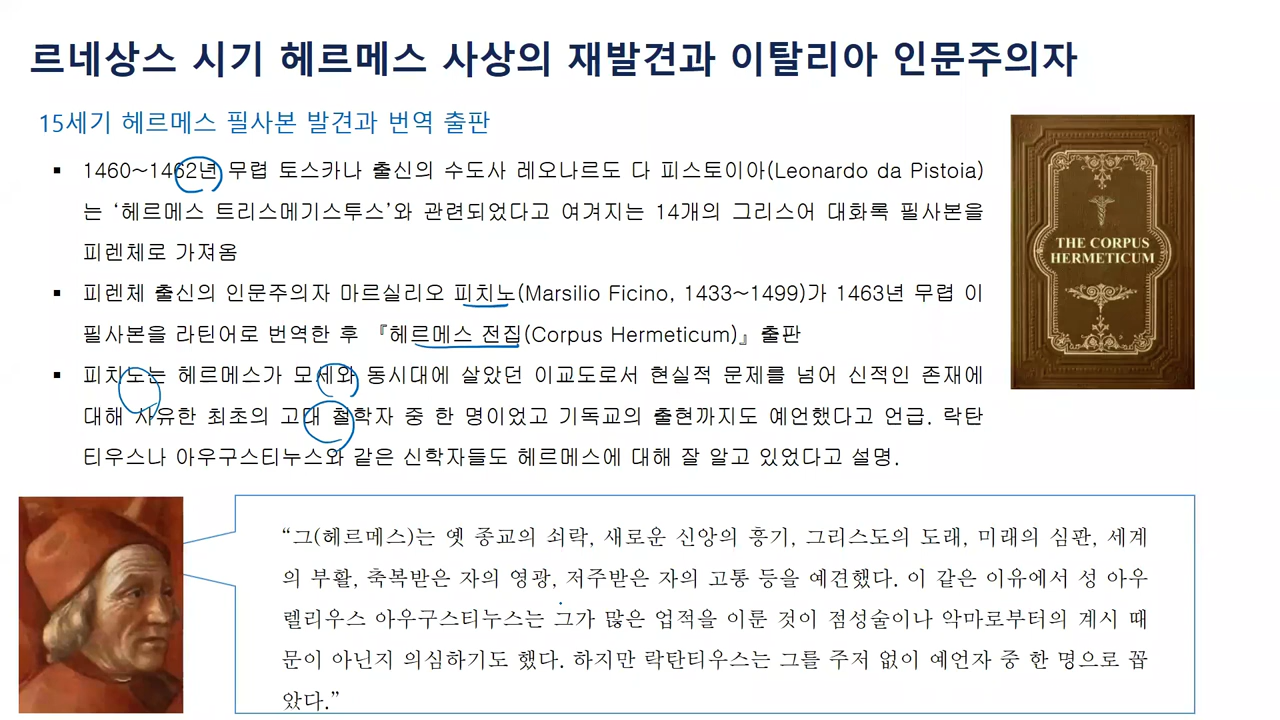 르네상스 시기 헤르메스 사상의 재발견과 이탈리아 인문주의자
15세기 헤르메스 필사본 발견과 번역 출판
▪ 1460~1462년 무렵 토스카나 출신의 수도사 레오나르도 다 피스토이아(Leonardo da Pistoia)
는 ‘헤르메스 트리스메기스투스’와 관련되었다고 여겨지는 14개의 그리스어 대화록 필사본을
피렌체로 가져옴
▪ 피렌체 출신의 인문주의자 마르실리오 피치노(Marsilio Ficino, 1433~1499)가 1463년 무렵 이
필사본을 라틴어로 번역한 후 『헤르메스 전집(Corpus Hermeticum)』 출판
▪ 피치노는 헤르메스가 모세와 동시대에 살았던 이교도로서 현실적 문제를 넘어 신적인 존재에
대해 사유한 최초의 고대 철학자 중 한 명이었고 기독교의 출현까지도 예언했다고 언급. 락탄
티우스나 아우구스티누스와 같은 신학자들도 헤르메스에 대해 잘 알고 있었다고 설명.
THE CORPUS
HERMETICUM
“그(헤르메스)는 옛 종교의 쇠락, 새로운 신앙의 흥기, 그리스도의 도래, 미래의 심판, 세계
의 부활, 축복받은 자의 영광, 저주받은 자의 고통 등을 예견했다. 이 같은 이유에서 성 아우
렐리우스 아우구스티누스는 그가 많은 업적을 이룬 것이 점성술이나 악마로부터의 계시 때
문이 아닌지 의심하기도 했다. 하지만 락탄티우스는 그를 주저 없이 예언자 중 한 명으로 꼽
았다.”